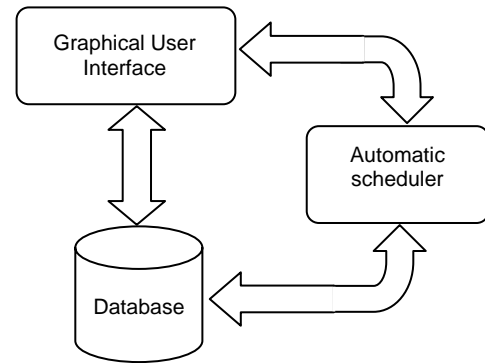 Graphical User
Interface
Automatic
scheduler
Database